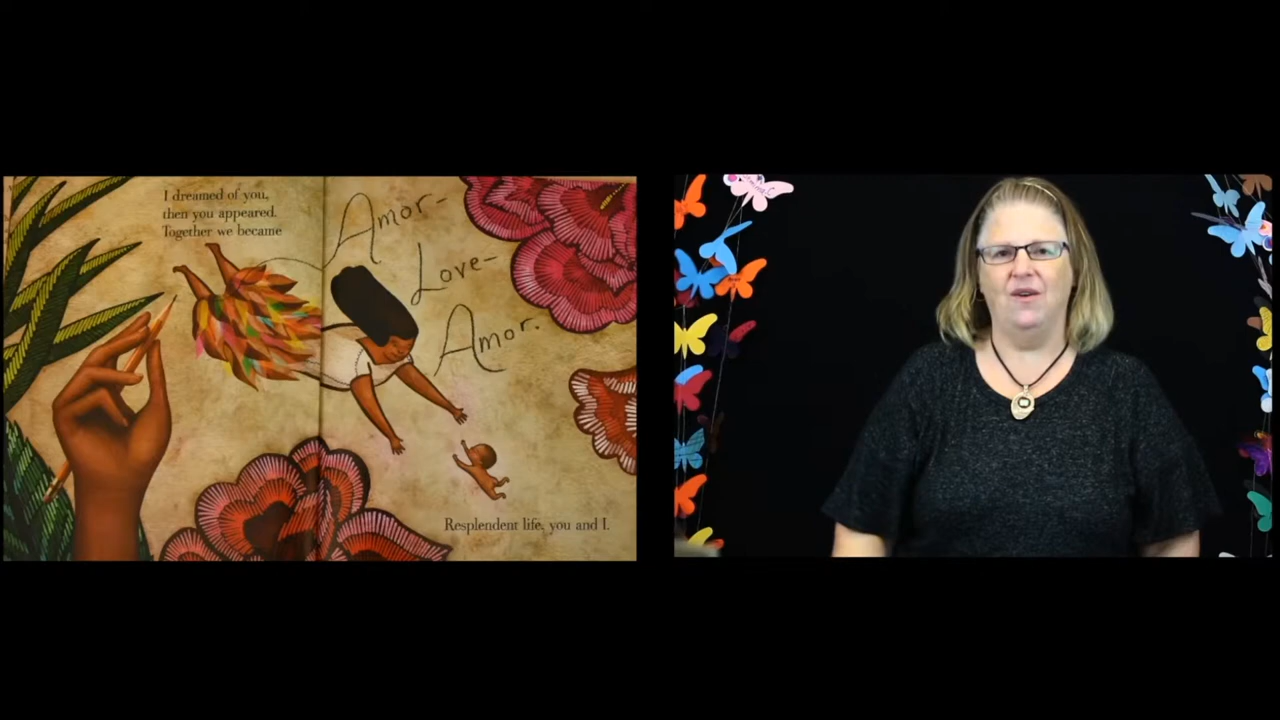 I dreamed of you,
then you appeared.
Together we became
Amor-
Love-
Amor.
Resplendent life, you and I.